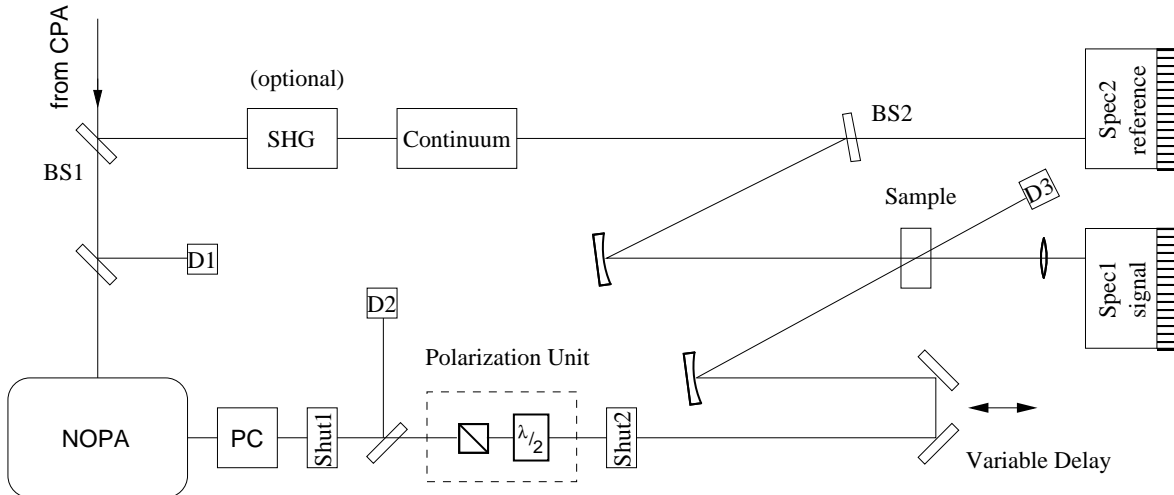 from CPA
(optional)
SHG
Continuum
BS2
Spec2
reference
BS1
Sample
D3
D1
Spec1
signal
D2
Polarization Unit
NOPA
PC
Shut1
λ/2
Shut2
Variable Delay